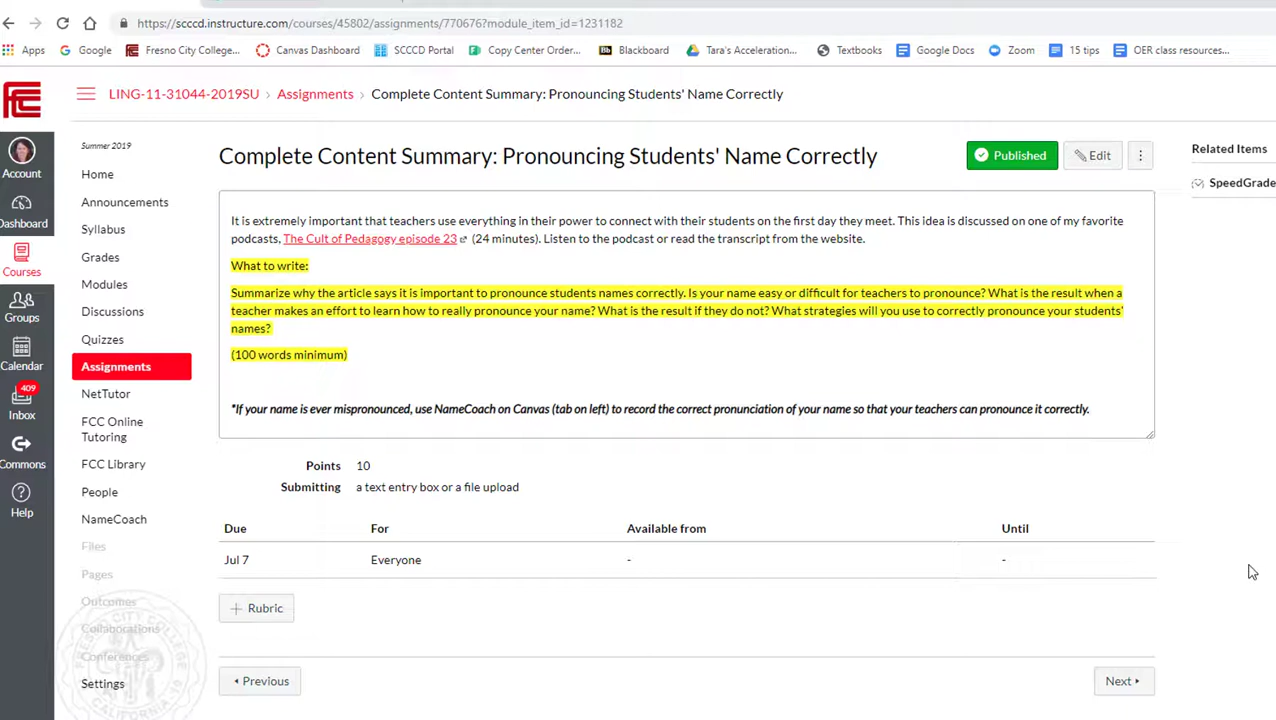 https://scccd.instructure.com/courses/45802/assignments/770676?module_item_id=1231182
Apps Google Fresno City College... Canvas Dashboard SCCCD Portal Copy Center Order... Bb Blackboard Tara's Acceleration... Textbooks Google Docs Zoom 15 tips OER class resources...
LING-11-31044-2019SU › Assignments › Complete Content Summary: Pronouncing Students' Name Correctly
Account
Dashboard
Courses
Groups
Calendar
409
Inbox
Commons
Help
Summer 2019
Home
Announcements
Syllabus
Grades
Modules
Discussions
Quizzes
Assignments
NetTutor
FCC Online
Tutoring
FCC Library
People
NameCoach
Files
Pages
Outcomes
Collaborations
Conferences
Settings
Complete Content Summary: Pronouncing Students' Name Correctly
Published
Edit
Related Items
SpeedGrade
It is extremely important that teachers use everything in their power to connect with their students on the first day they meet. This idea is discussed on one of my favorite
podcasts, The Cult of Pedagogy episode 23 (24 minutes). Listen to the podcast or read the transcript from the website.
What to write:
Summarize why the article says it is important to pronounce students names correctly. Is your name easy or difficult for teachers to pronounce? What is the result when a
teacher makes an effort to learn how to really pronounce your name? What is the result if they do not? What strategies will you use to correctly pronounce your students'
names?
(100 words minimum)
*If your name is ever mispronounced, use NameCoach on Canvas (tab on left) to record the correct pronunciation of your name so that your teachers can pronounce it correctly.
Points 10
Submitting a text entry box or a file upload
Due For Available from Until
Jul 7 Everyone - -
+ Rubric
Previous
Next